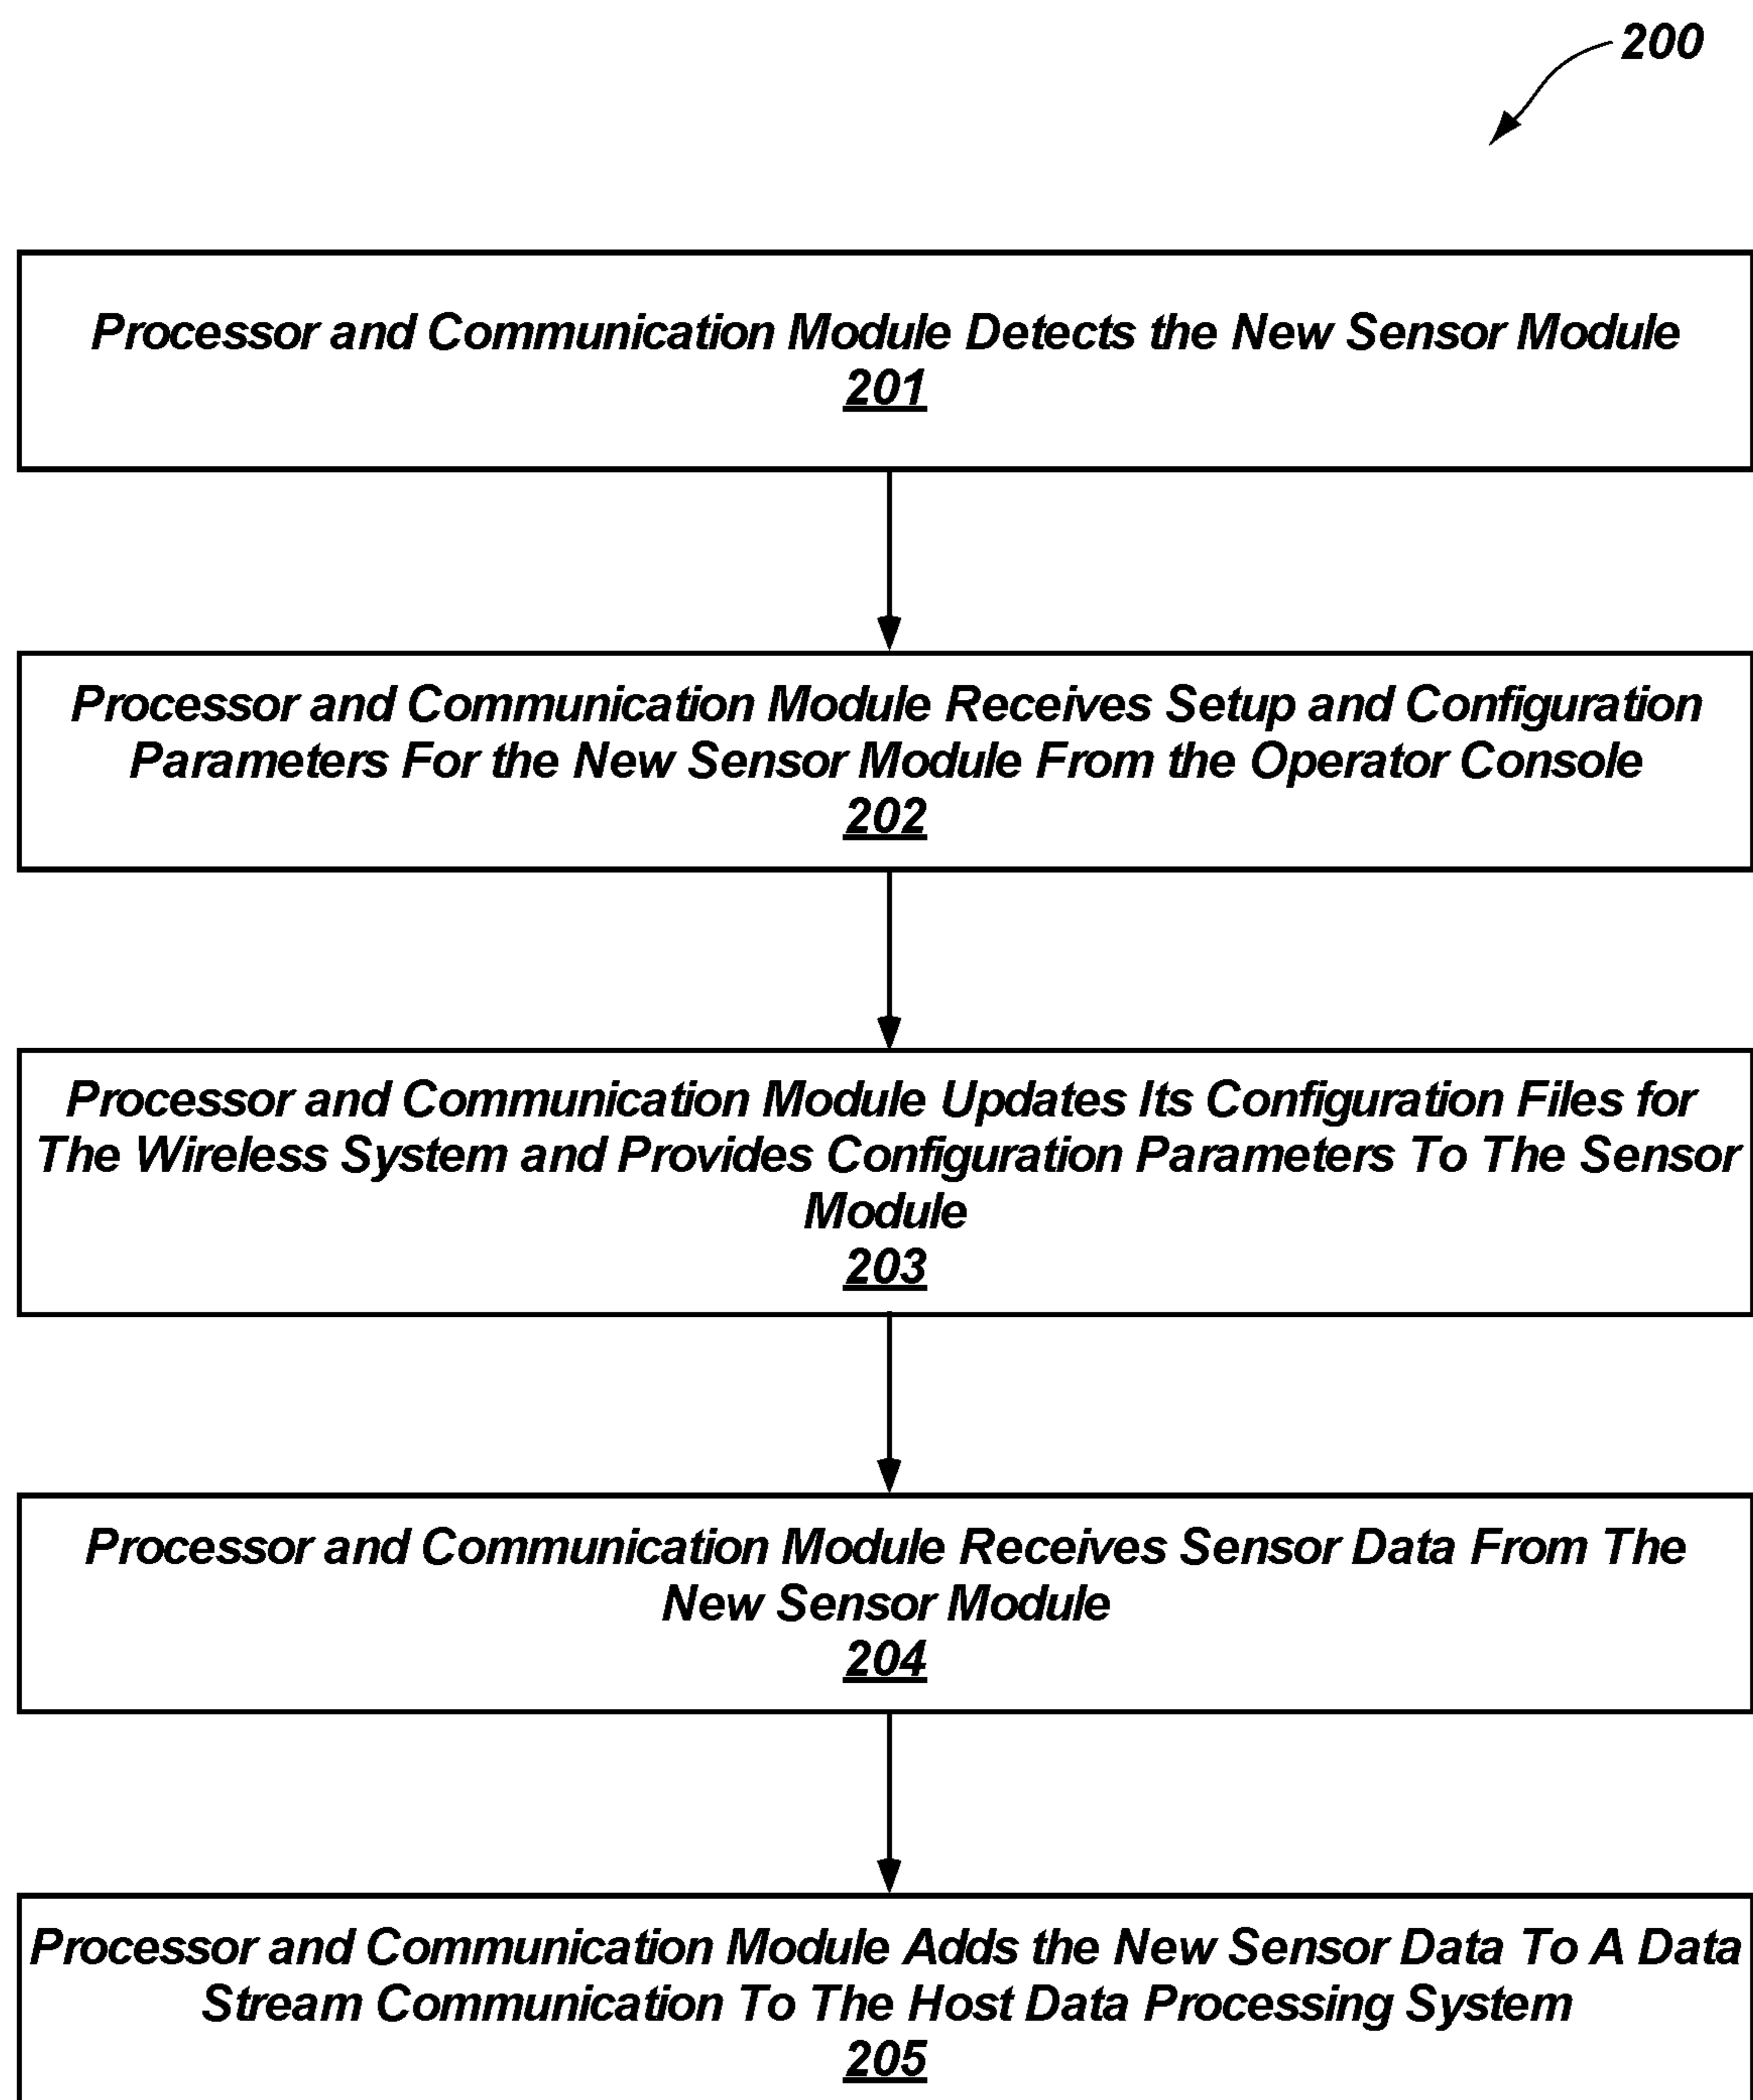 200
Processor and Communication Module Detects the New Sensor Module
201
Processor and Communication Module Receives Setup and Configuration
Parameters For the New Sensor Module From the Operator Console
202
Processor and Communication Module Updates Its Configuration Files for
The Wireless System and Provides Configuration Parameters To The Sensor
Module
203
Processor and Communication Module Receives Sensor Data From The
New Sensor Module
204
Processor and Communication Module Adds the New Sensor Data To A Data
Stream Communication To The Host Data Processing System
205